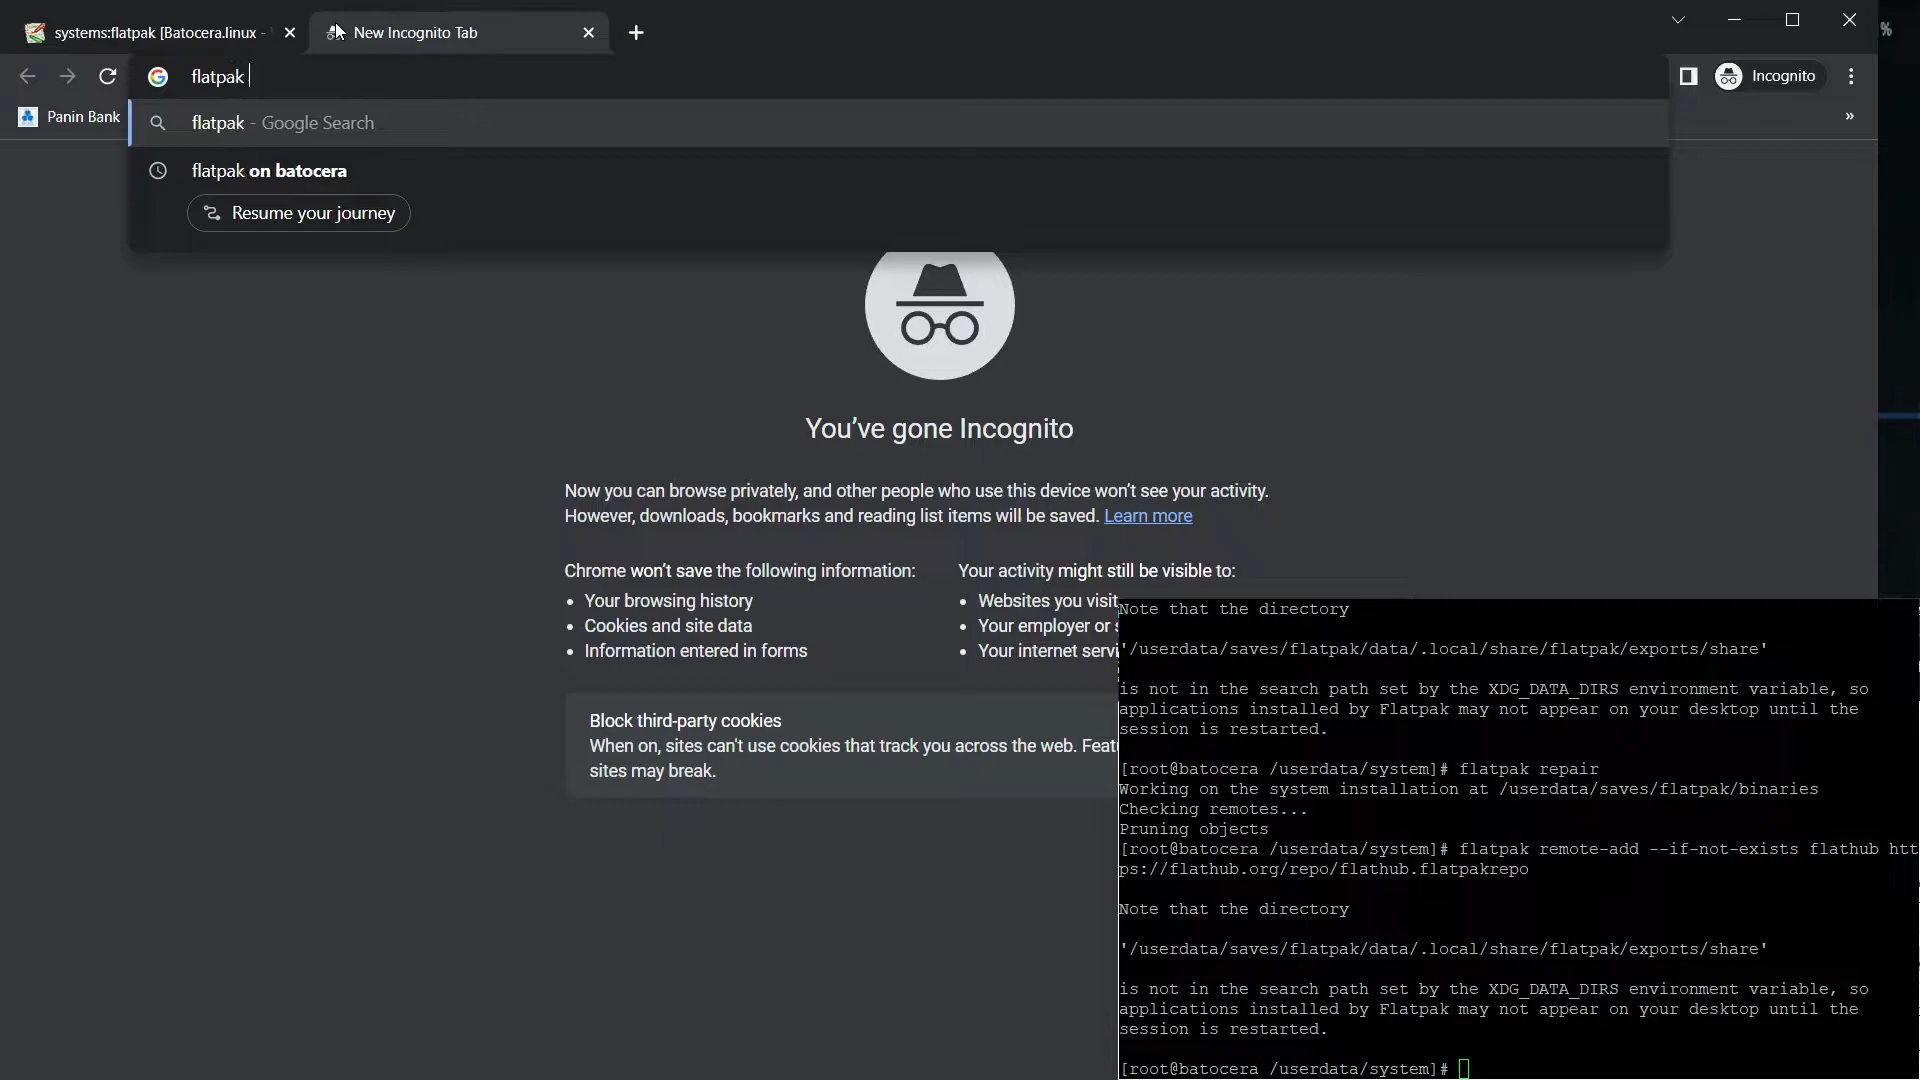 systems:flatpak [Batocera.linux -
New Incognito Tab
%
flatpak
Incognito
Panin Bank
»
flatpak - Google Search
flatpak on batocera
Resume your journey
You've gone Incognito
Now you can browse privately, and other people who use this device won't see your activity.
However, downloads, bookmarks and reading list items will be saved. Learn more
Chrome won't save the following information:
• Your browsing history
• Cookies and site data
• Information entered in forms
Your activity might still be visible to:
• Websites you visit
• Your employer or
• Your internet servi
Block third-party cookies
When on, sites can't use cookies that track you across the web. Feat
sites may break.
Note that the directory
'/userdata/saves/flatpak/data/.local/share/flatpak/exports/share'
is not in the search path set by the XDG_DATA_DIRS environment variable, so
applications installed by Flatpak may not appear on your desktop until the
session is restarted.
[root@batocera /userdata/system]# flatpak repair
Working on the system installation at /userdata/saves/flatpak/binaries
Checking remotes...
Pruning objects
[root@batocera /userdata/system]# flatpak remote-add --if-not-exists flathub htt
ps://flathub.org/repo/flathub.flatpakrepo
Note that the directory
'/userdata/saves/flatpak/data/.local/share/flatpak/exports/share'
is not in the search path set by the XDG_DATA_DIRS environment variable, so
applications installed by Flatpak may not appear on your desktop until the
session is restarted.
[root@batocera /userdata/system]#